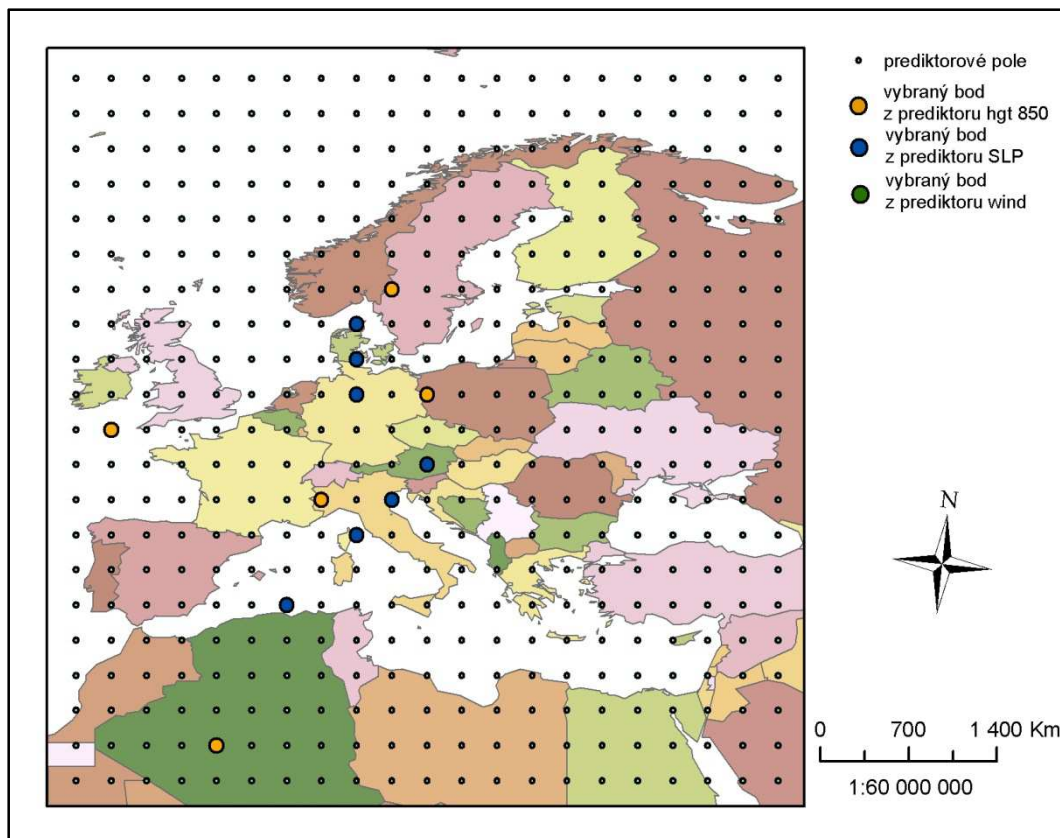 prediktorové pole
vybraný bod
z prediktoru hgt 850
vybraný bod
z prediktoru SLP
vybraný bod
z prediktoru wind
N
0 700 1 400 Km
1:60 000 000